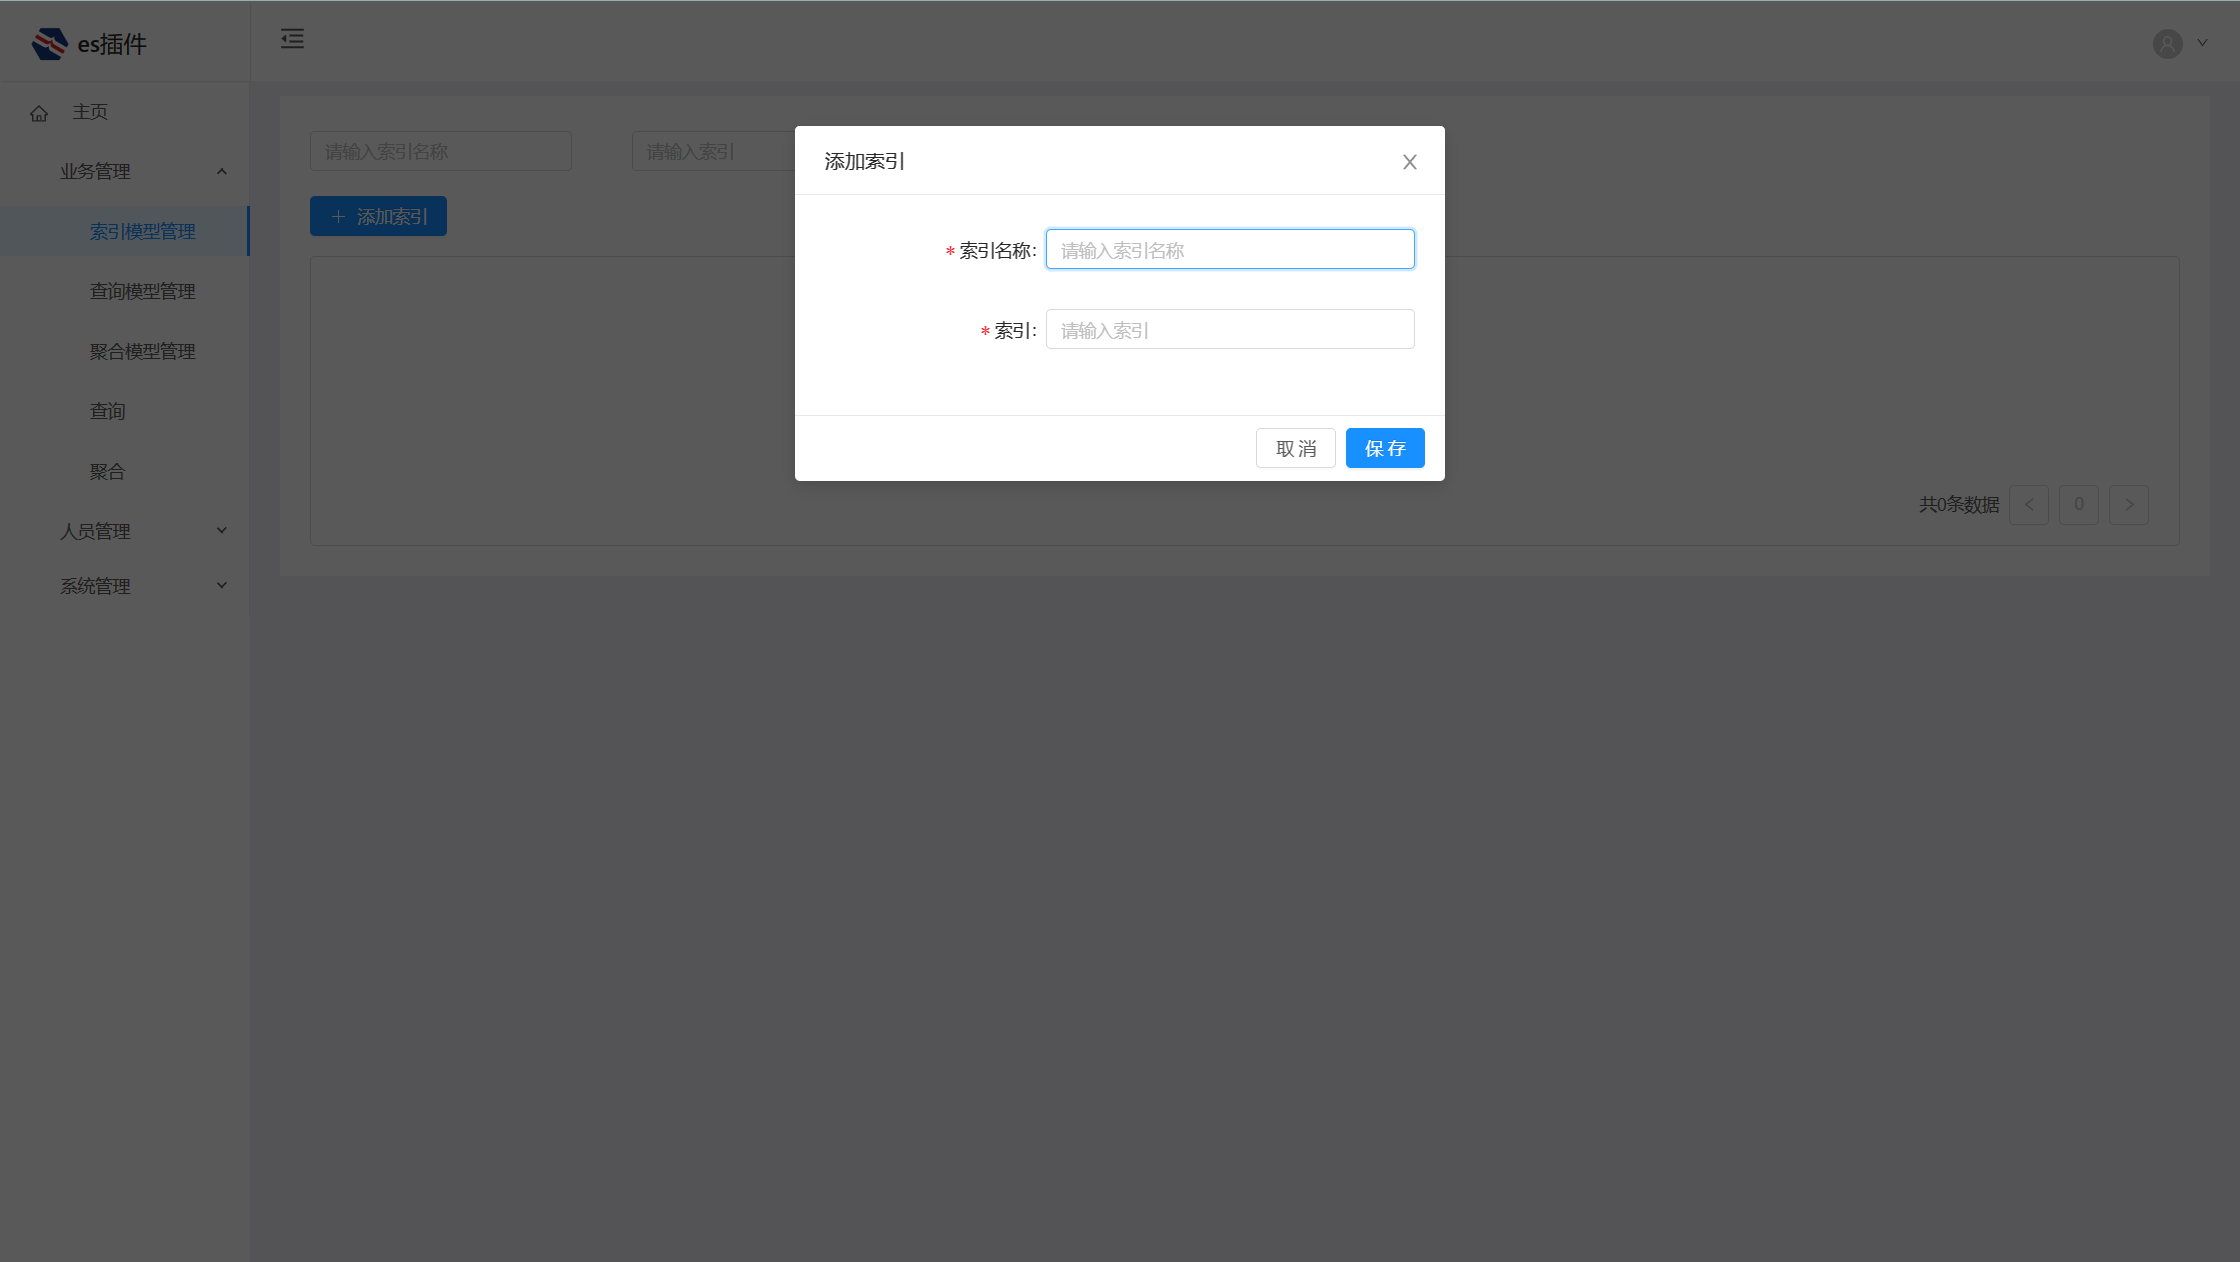 es插件
主页
业务管理
索引模型管理
查询模型管理
聚合模型管理
查询
聚合
人员管理
系统管理
请输入索引名称
请输入索引
添加索引
共0条数据
0
添加索引
* 索引名称:
请输入索引名称
* 索引:
请输入索引
取 消
保 存